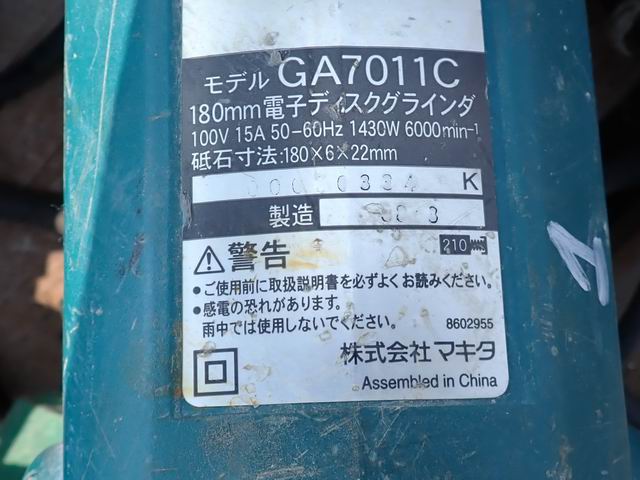 モデル GA7011C
180mm電子ディスクグラインダ
100V 15A 50-60Hz 1430W 6000min-1
砥石寸法:180×6×22mm
K
製造
警告
210
●ご使用前に取扱説明書を必ずよくお読みください。
●感電の恐れがあります。
雨中では使用しないでください。
8602955
株式会社マキタ
Assembled in China